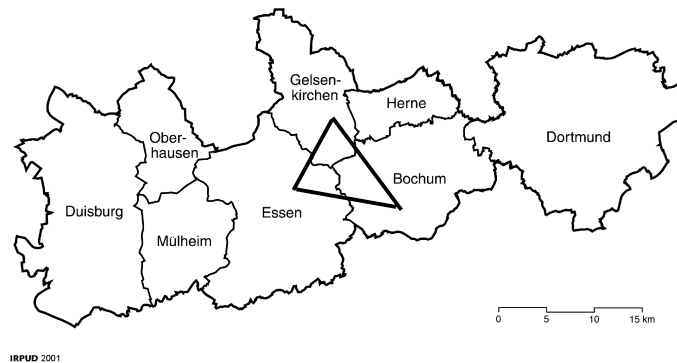 Gelsen-
kirchen
Herne
Ober-
hausen
Dortmund
Bochum
Duisburg
Essen
Mülheim
0 5 10 15 km
IRPUD 2001